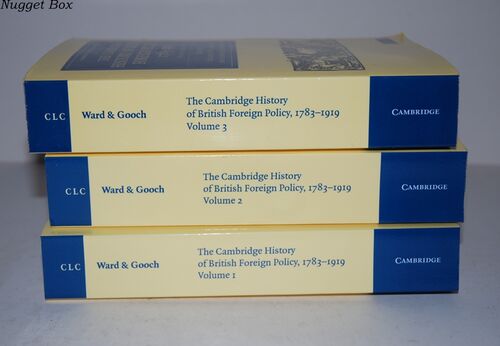 Nugget Box
CLC
Ward & Gooch
The Cambridge History
of British Foreign Policy, 1783–1919
Volume 3
CAMBRIDGE
CLC
Ward & Gooch
The Cambridge History
of British Foreign Policy, 1783–1919
Volume 2
CAMBRIDGE
CLC
Ward & Gooch
The Cambridge History
of British Foreign Policy, 1783–1919
Volume 1
CAMBRIDGE